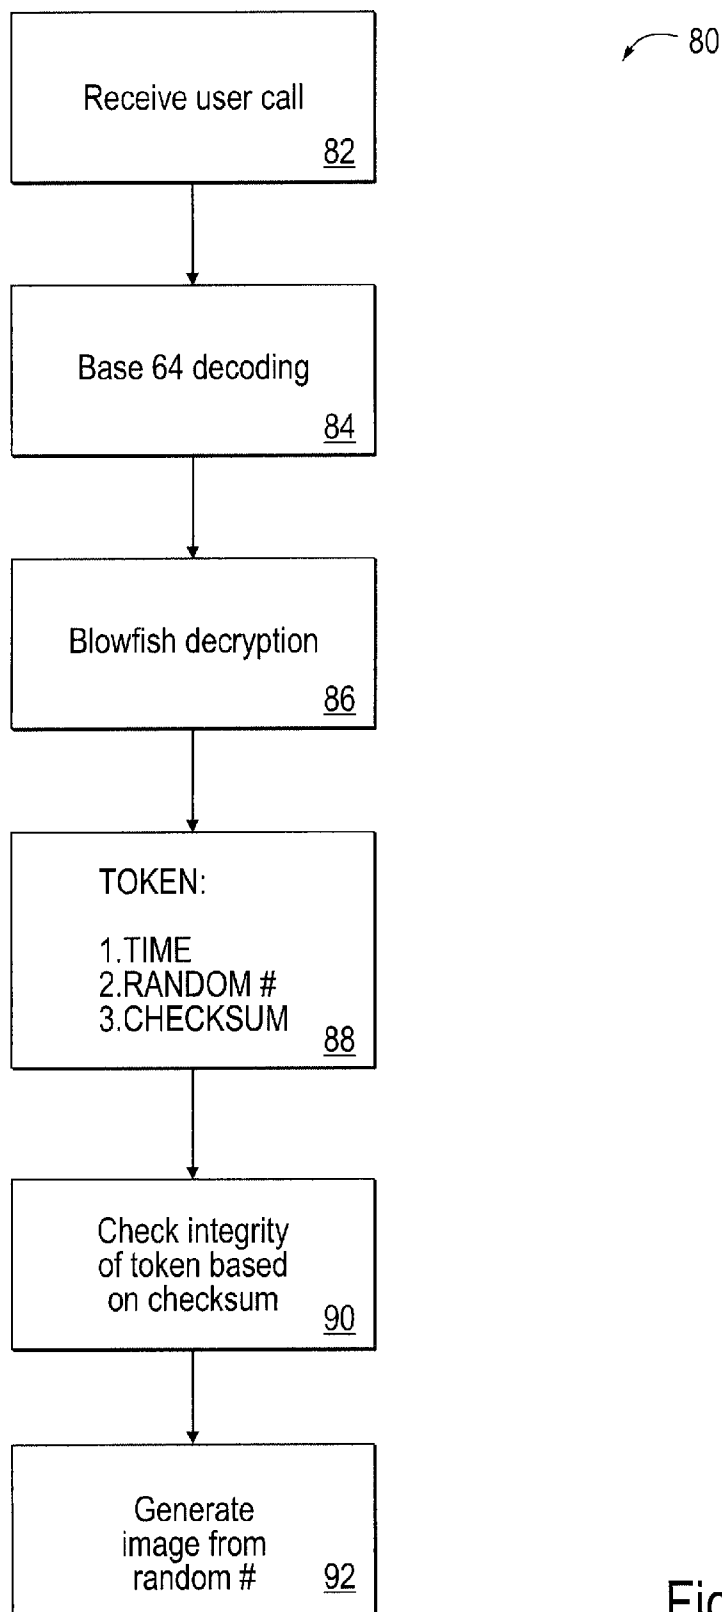 80
Receive user call
82
Base 64 decoding
84
Blowfish decryption
86
TOKEN:
1.TIME
2.RANDOM #
3.CHECKSUM
88
Check integrity
of token based
on checksum
90
Generate
image from
random #
92
Fig